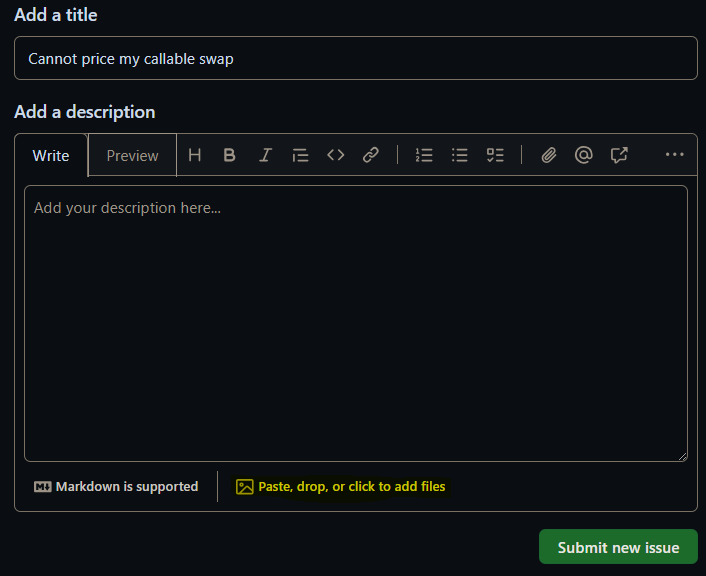 Add a title
Cannot price my callable swap
Add a description
Write Preview H B I
Add your description here...
M↓ Markdown is supported Paste, drop, or click to add files
Submit new issue